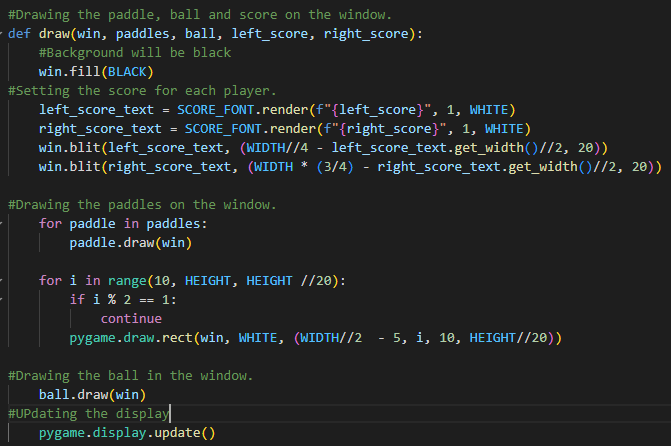 #Drawing the paddle, ball and score on the window.
def draw(win, paddles, ball, left_score, right_score):
    #Background will be black
    win.fill(BLACK)
#Setting the score for each player.
    left_score_text = SCORE_FONT.render(f"{left_score}", 1, WHITE)
    right_score_text = SCORE_FONT.render(f"{right_score}", 1, WHITE)
    win.blit(left_score_text, (WIDTH//4 - left_score_text.get_width()//2, 20))
    win.blit(right_score_text, (WIDTH * (3/4) - right_score_text.get_width()//2, 20))

#Drawing the paddles on the window.
    for paddle in paddles:
        paddle.draw(win)

    for i in range(10, HEIGHT, HEIGHT //20):
        if i % 2 == 1:
            continue
        pygame.draw.rect(win, WHITE, (WIDTH//2  - 5, i, 10, HEIGHT//20))

#Drawing the ball in the window.
    ball.draw(win)
#UPdating the display
    pygame.display.update()